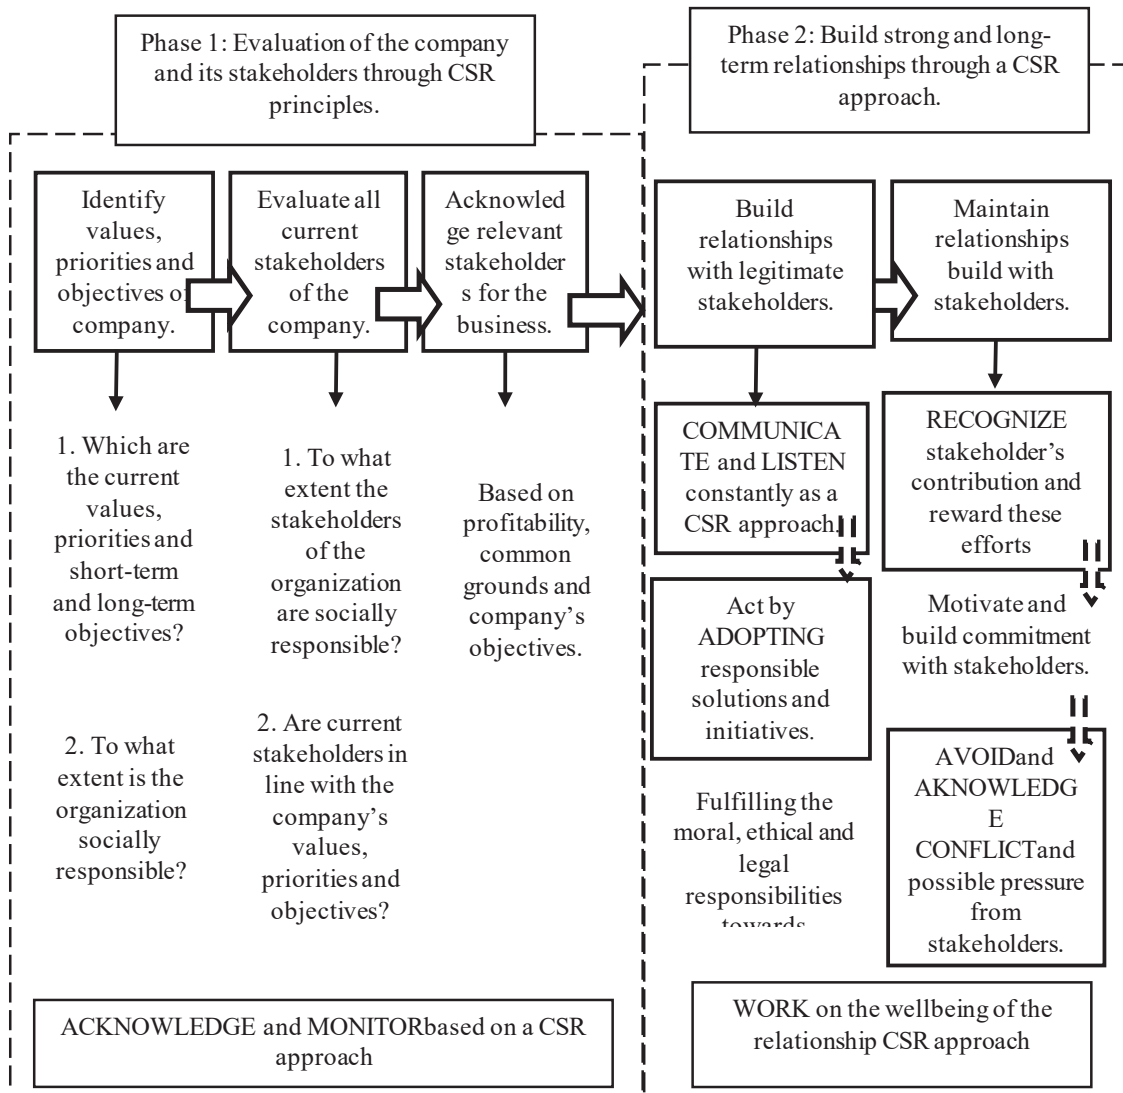 Phase 1: Evaluation of the company
and its stakeholders through CSR
principles.
Phase 2: Build strong and long-
term relationships through a CSR
approach.
Identify
values,
priorities and
objectives of
company.
Evaluate all
current
stakeholders
of the
company.
Acknowled
ge relevant
stakeholder
s for the
business.
Build
relationships
with legitimate
stakeholders.
Maintain
relationships
build with
stakeholders.
1. Which are
the current
values,
priorities and
short-term
and long-term
objectives?
2. To what
extent is the
organization
socially
responsible?
1. To what
extent the
stakeholders
of the
organization
are socially
responsible?
2. Are current
stakeholders in
line with the
company's
values,
priorities and
objectives?
Based on
profitability,
common
grounds and
company's
objectives.
COMMUNICA
TE and LISTEN
constantly as a
CSR approach.
Act by
ADOPTING
responsible
solutions and
initiatives.
Fulfilling the
moral, ethical and
legal
responsibilities
towards
RECOGNIZE
stakeholder's
contribution and
reward these
efforts
Motivate and
build commitment
with stakeholders.
AVOIDand
AKNOWLEDG
E
CONFLICTand
possible pressure
from
stakeholders.
ACKNOWLEDGE and MONITORbased on a CSR
approach
WORK on the wellbeing of the
relationship CSR approach